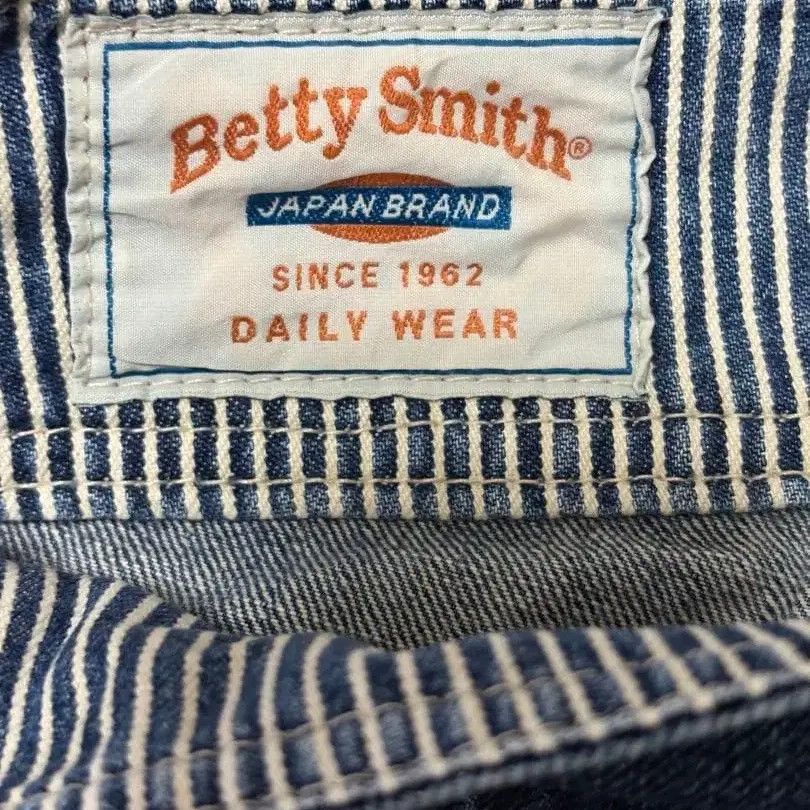 Betty Smith®
JAPAN BRAND
SINCE 1962
DAILY WEAR